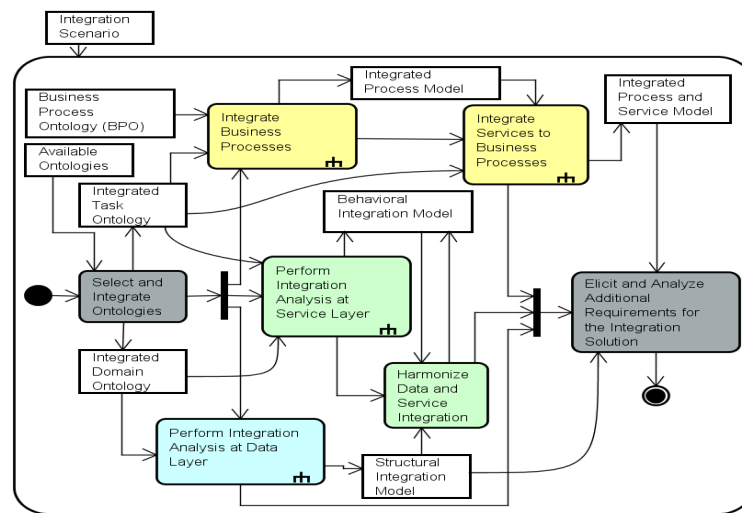 Integration
Scenario
Business
Process
Ontology (BPO)
Integrate
Business
Processes
Integrated
Process Model
Integrate
Services to
Business
Processes
Integrated
Process and
Service Model
Available
Ontologies
Integrated
Task
Ontology
Behavioral
Integration Model
Select and
Integrate
Ontologies
Perform
Integration
Analysis at
Service Layer
Elicit and Analyze
Additional
Requirements for
the Integration
Solution
Integrated
Domain
Ontology
Harmonize
Data and
Service
Integration
Perform Integration
Analysis at Data
Layer
Structural
Integration
Model